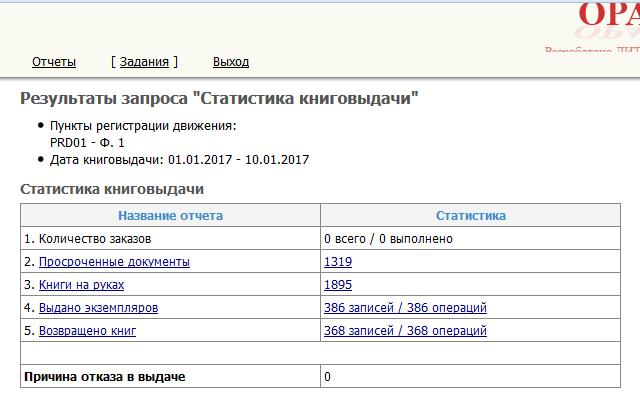 ОРА
Отчеты [ Задания ] Выход
Результаты запроса "Статистика книговыдачи"
• Пункты регистрации движения:
PRD01 - Ф. 1
• Дата книговыдачи: 01.01.2017 - 10.01.2017
Статистика книговыдачи
Название отчета Статистика
1. Количество заказов 0 всего / 0 выполнено
2. Просроченные документы 1319
3. Книги на руках 1895
4. Выдано экземпляров 386 записей / 386 операций
5. Возвращено книг 368 записей / 368 операций
Причина отказа в выдаче 0